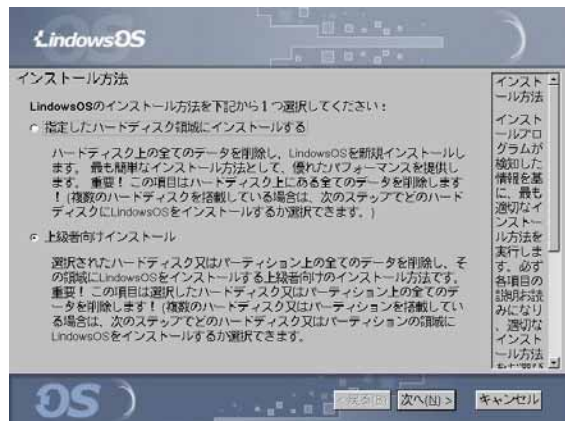 LindowsOS
インストール方法
LindowsOSのインストール方法を下記から1つ選択してください：
指定したハードディスク領域にインストールする
ハードディスク上の全てのデータを削除し、LindowsOSを新規インストールし
ます。 最も簡単なインストール方法として、優れたパフォーマンスを提供し
ます。 重要！ この項目はハードディスク上にある全てのデータを削除します
！（複数のハードディスクを搭載している場合は、次のステップでどのハード
ディスクにLindowsOSをインストールするか選択できます。）
上級者向けインストール
選択されたハードディスク又はパーティション上の全てのデータを削除し、そ
の領域にLindowsOSをインストールする上級者向けのインストール方法です。
重要！ この項目は選択したハードディスク又はパーティション上の全てのデ
ータを削除します！（複数のハードディスク又はパーティションを搭載してい
る場合は、次のステップでどのハードディスク又はパーティションの領域に
LindowsOSをインストールするか選択できます。
インスト
ール方法
インスト
ールプロ
グラムが
検知した
情報を基
に、最も
適切なイ
ンストー
ル方法を
実行しま
す。必ず
各項目の
説明お読
みになり
、適切な
インスト
ール方法
OS
次へ(N) >
キャンセル